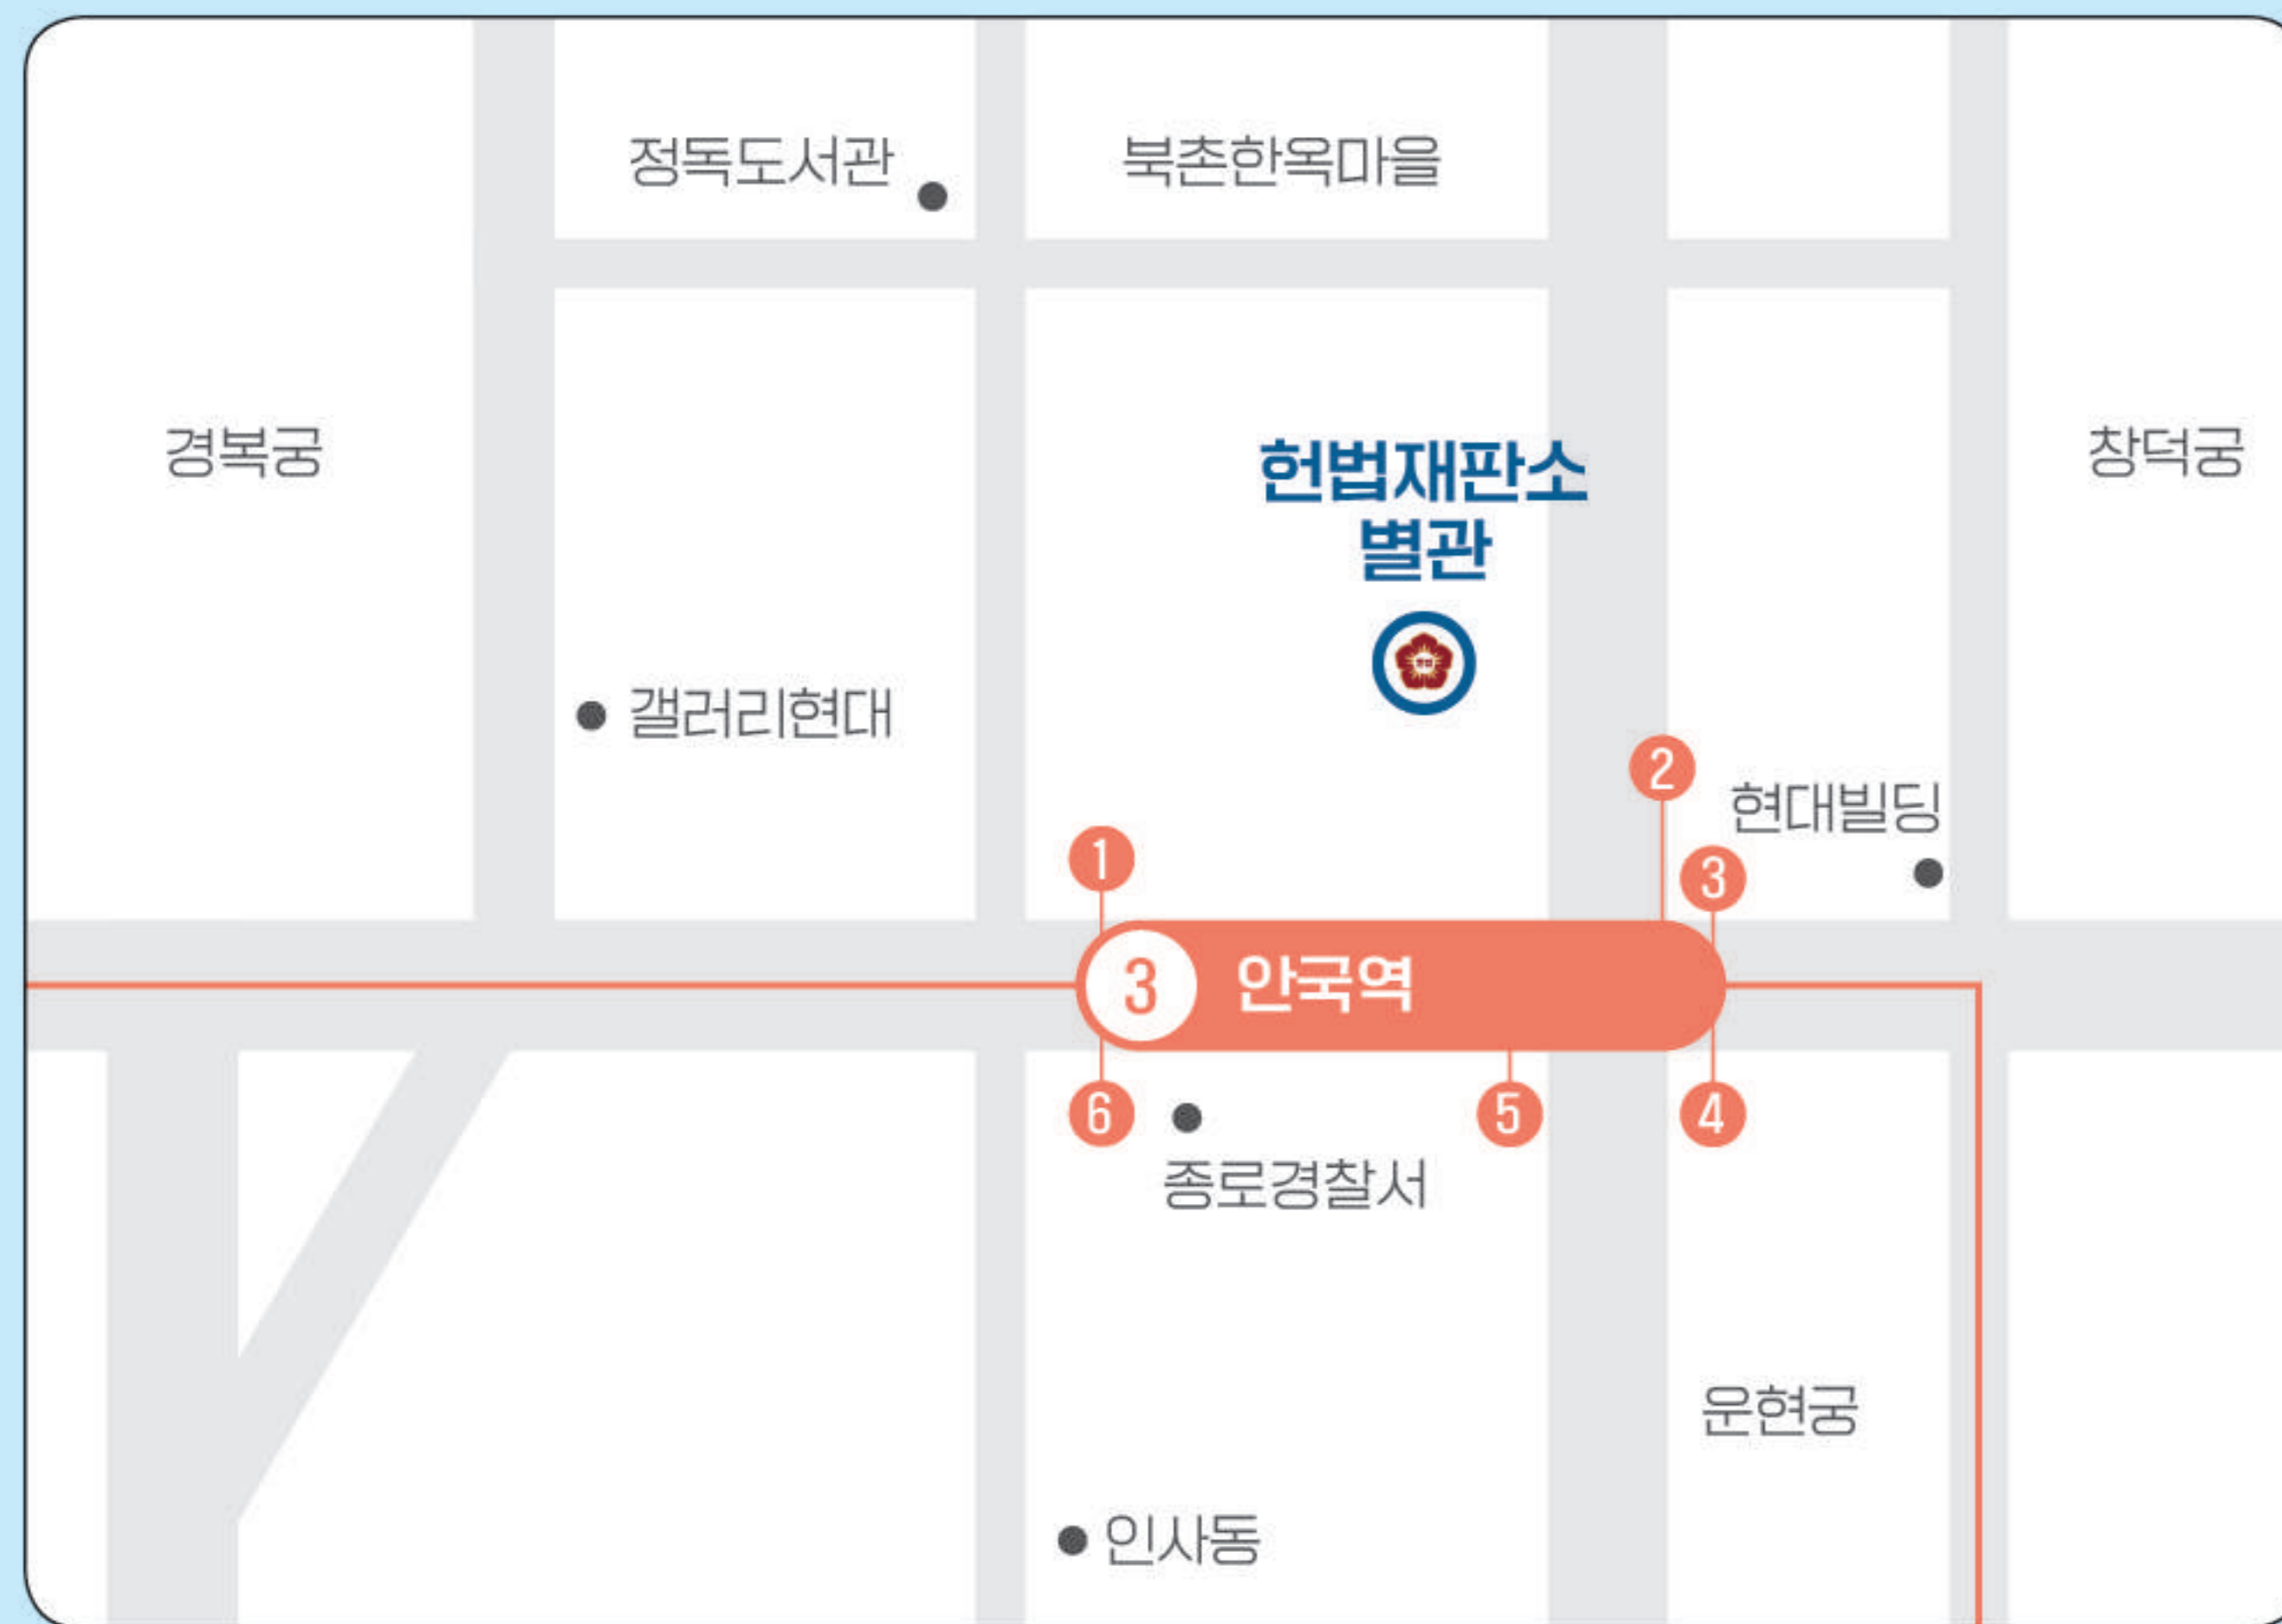 정독도서관
북촌한옥마을
경복궁
헌법재판소
별관
창덕궁
갤러리현대
2
현대빌딩
1
3
3 안국역
6
5
4
종로경찰서
운현궁
인사동